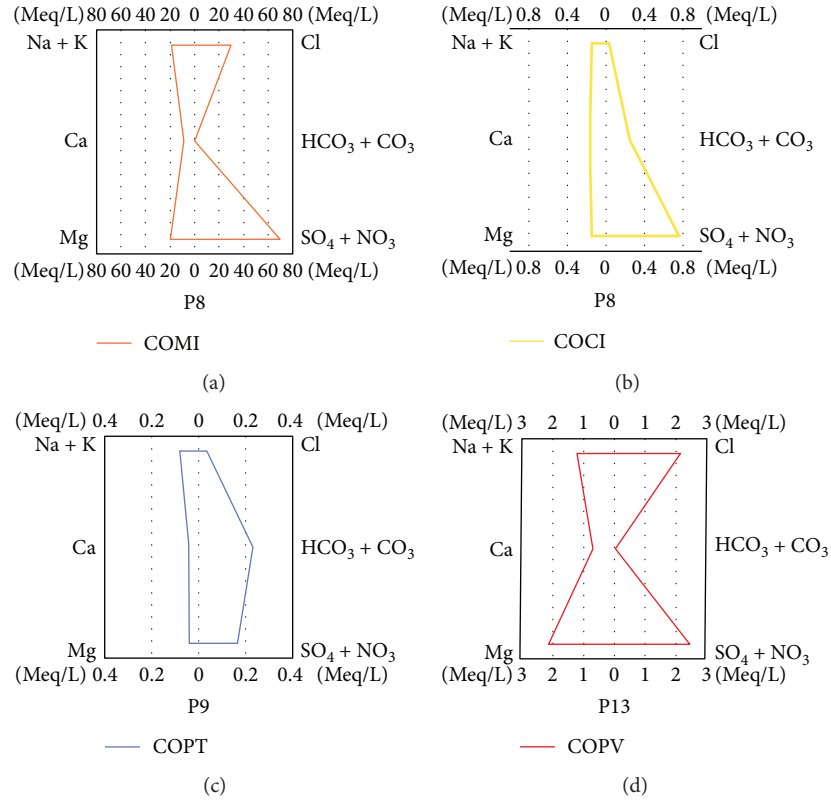 (Meq/L) 80 60 40 20 0 20 40 60 80 (Meq/L)
Na + K Cl
Ca HCO₃ + CO₃
Mg SO₄ + NO₃
(Meq/L) 80 60 40 20 0 20 40 60 80 (Meq/L)
P8
COMI
(a)
(Meq/L) 0.8 0.4 0 0.4 0.8 (Meq/L)
Na + K Cl
Ca HCO₃ + CO₃
Mg SO₄ + NO₃
(Meq/L) 0.8 0.4 0 0.4 0.8 (Meq/L)
P8
COCI
(b)
(Meq/L) 0.4 0.2 0 0.2 0.4 (Meq/L)
Na + K Cl
Ca HCO₃ + CO₃
Mg SO₄ + NO₃
(Meq/L) 0.4 0.2 0 0.2 0.4 (Meq/L)
P9
COPT
(c)
(Meq/L) 3 2 1 0 1 2 3 (Meq/L)
Na + K Cl
Ca HCO₃ + CO₃
Mg SO₄ + NO₃
(Meq/L) 3 2 1 0 1 2 3 (Meq/L)
P13
COPV
(d)